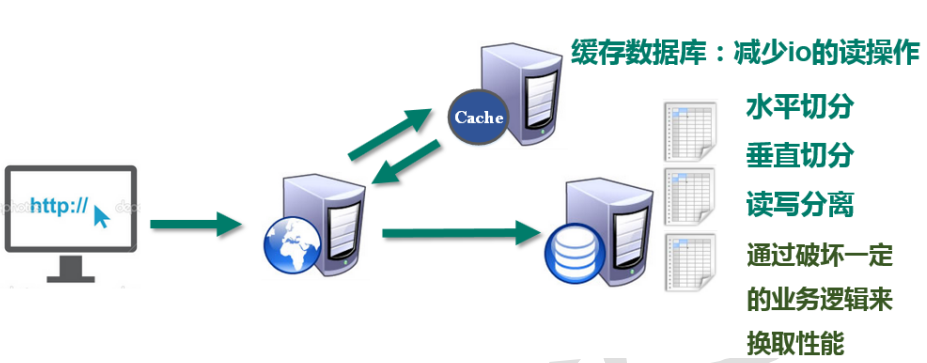 缓存数据库：减少io的读操作
Cache
水平切分
垂直切分
读写分离
http://
通过破坏一定
的业务逻辑来
换取性能